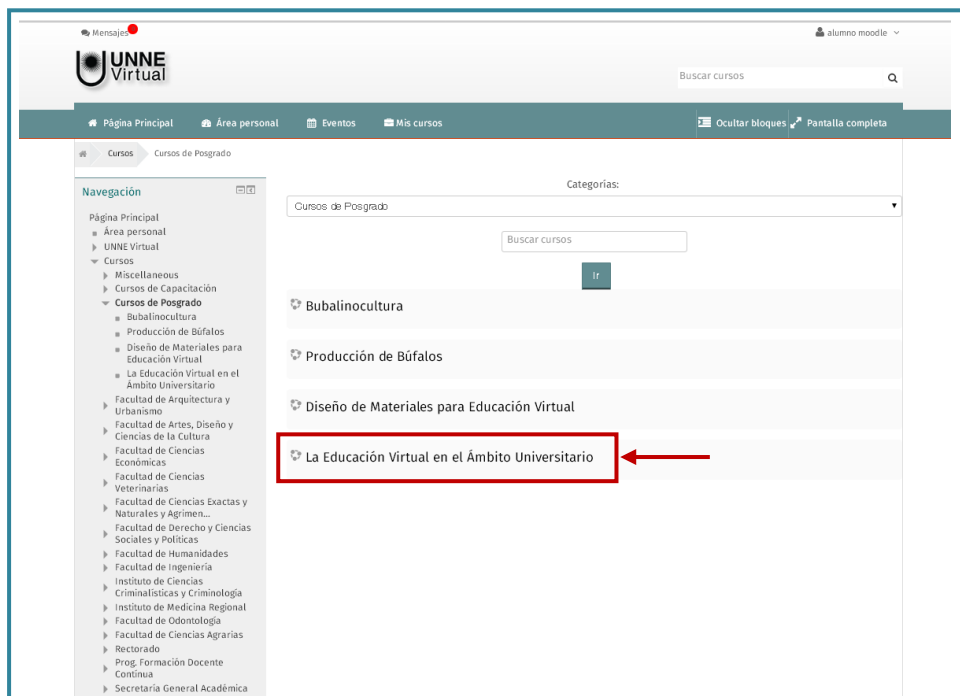 Mensajes
alumno moodle
UNNE
Virtual
Buscar cursos
Página Principal
Área personal
Eventos
Mis cursos
Ocultar bloques
Pantalla completa
Cursos
Cursos de Posgrado
Navegación
Página Principal
Área personal
UNNE Virtual
Cursos
Miscellaneous
Cursos de Capacitación
Cursos de Posgrado
Bubalinocultura
Producción de Búfalos
Diseño de Materiales para
Educación Virtual
La Educación Virtual en el
Ámbito Universitario
Facultad de Arquitectura y
Urbanismo
Facultad de Artes, Diseño y
Ciencias de la Cultura
Facultad de Ciencias
Económicas
Facultad de Ciencias
Veterinarias
Facultad de Ciencias Exactas y
Naturales y Agrimen...
Facultad de Derecho y Ciencias
Sociales y Políticas
Facultad de Humanidades
Facultad de Ingeniería
Instituto de Ciencias
Criminalísticas y Criminología
Instituto de Medicina Regional
Facultad de Odontología
Facultad de Ciencias Agrarias
Rectorado
Prog. Formación Docente
Continua
Secretaría General Académica
Categorías:
Cursos de Posgrado
Buscar cursos
Ir
Bubalinocultura
Producción de Búfalos
Diseño de Materiales para Educación Virtual
La Educación Virtual en el Ámbito Universitario